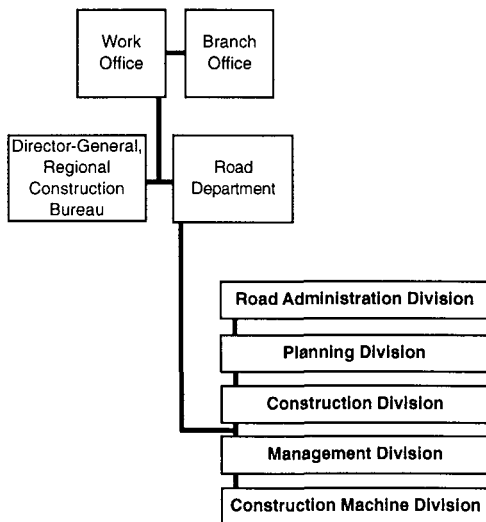 Work
Office
Branch
Office
Director-General,
Regional
Construction
Bureau
Road
Department
Road Administration Division
Planning Division
Construction Division
Management Division
Construction Machine Division